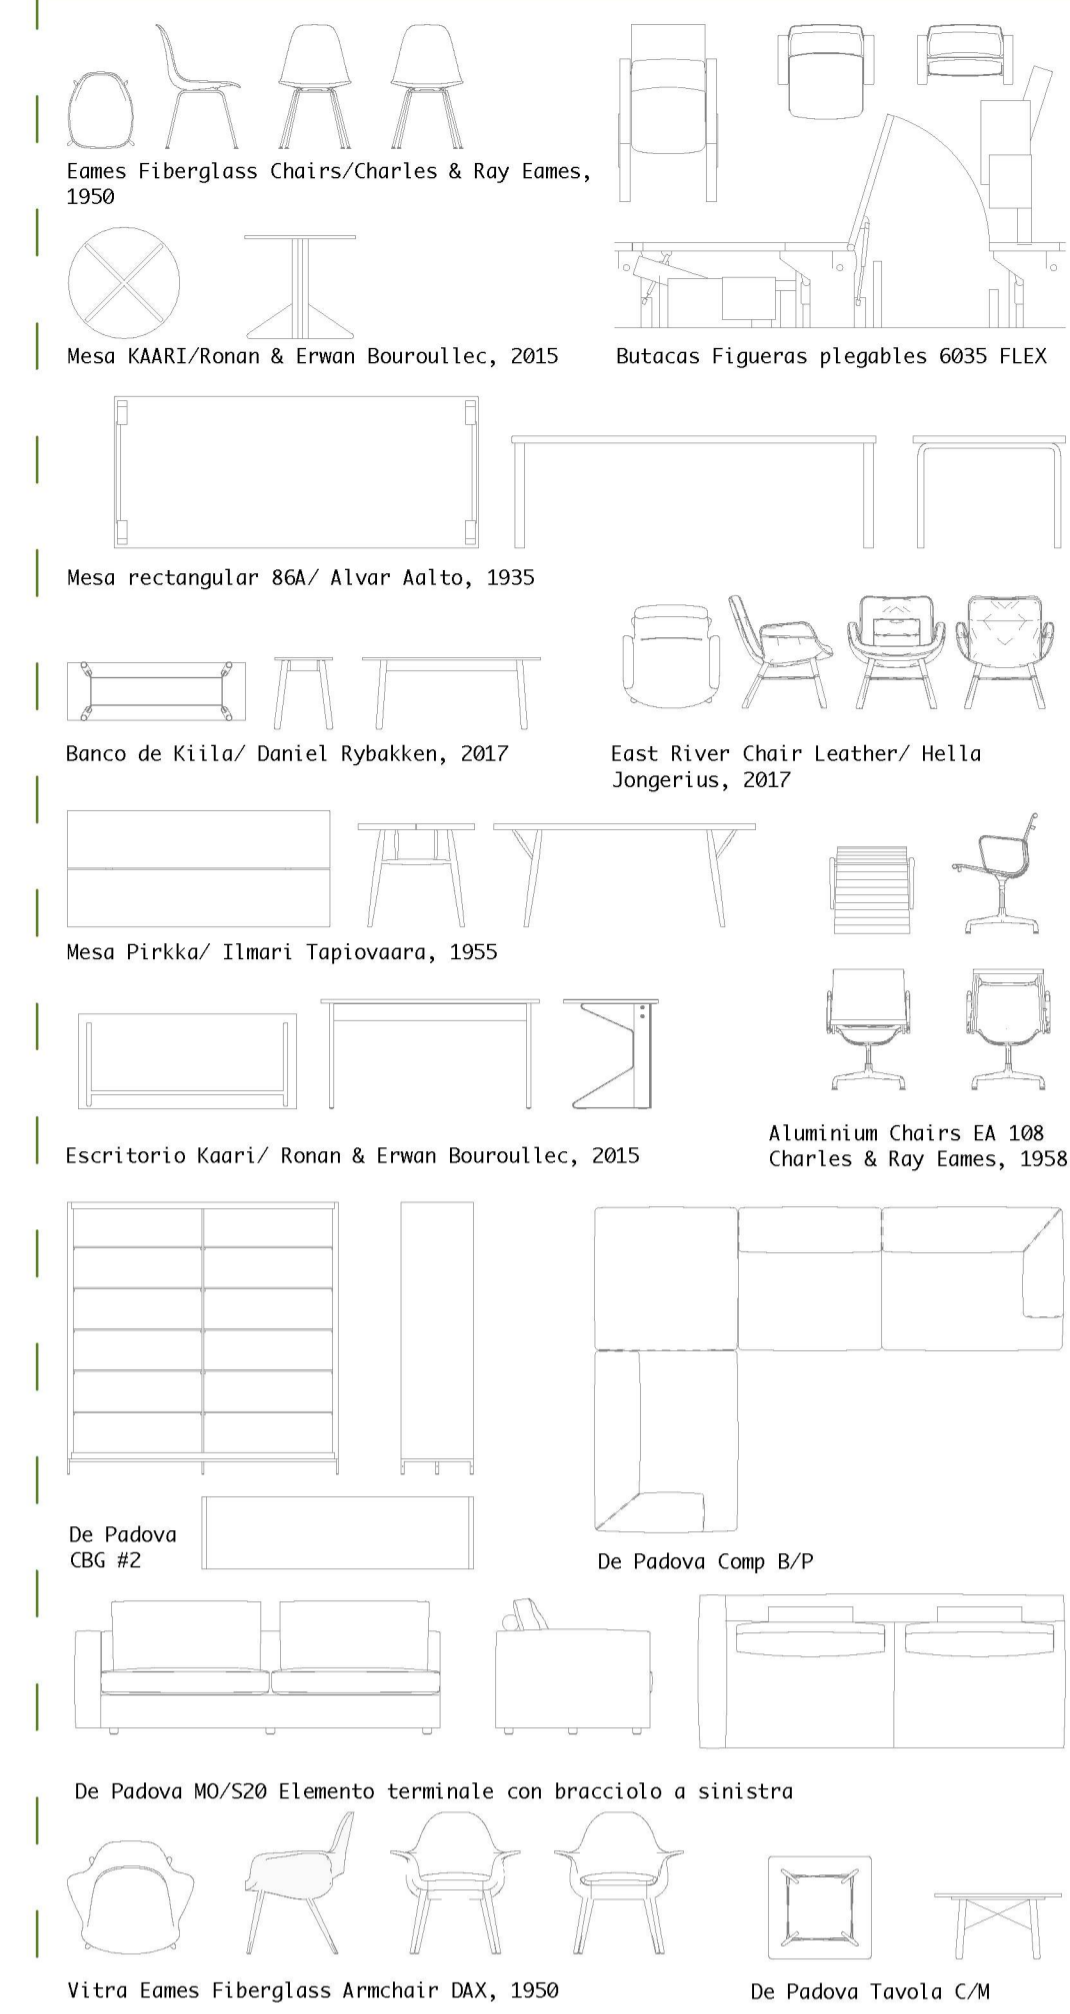 Eames Fiberglass Chairs/Charles & Ray Eames,
1950
Mesa KAARI/Ronan & Erwan Bouroullec, 2015
Butacas Figueras plegables 6035 FLEX
Mesa rectangular 86A/ Alvar Aalto, 1935
Banco de Kiila/ Daniel Rybakken, 2017
East River Chair Leather/ Hella
Jongerius, 2017
Mesa Pirkka/ Ilmari Tapiovaara, 1955
Aluminium Chairs EA 108
Charles & Ray Eames, 1958
Escritorio Kaari/ Ronan & Erwan Bouroullec, 2015
De Padova
CBG #2
De Padova Comp B/P
De Padova MO/S20 Elemento terminale con bracciolo a sinistra
Vitra Eames Fiberglass Armchair DAX, 1950
De Padova Tavola C/M